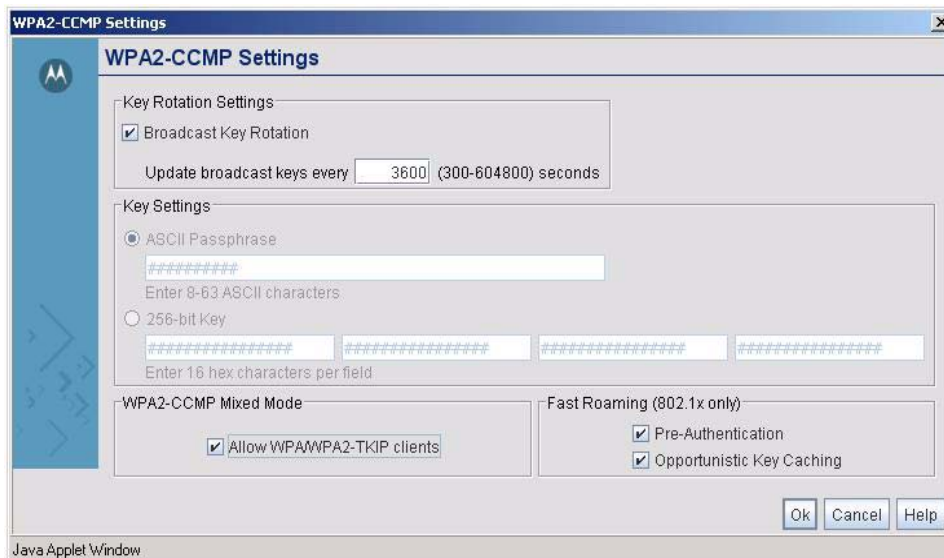 WPA2-CCMP Settings
WPA2-CCMP Settings
Key Rotation Settings
Broadcast Key Rotation
Update broadcast keys every 3600 (300-604800) seconds
Key Settings
ASCII Passphrase
##########
Enter 8-63 ASCII characters
256-bit Key
################ ################ ################ ################
Enter 16 hex characters per field
WPA2-CCMP Mixed Mode
Allow WPA/WPA2-TKIP clients
Fast Roaming (802.1x only)
Pre-Authentication
Opportunistic Key Caching
Ok Cancel Help
Java Applet Window